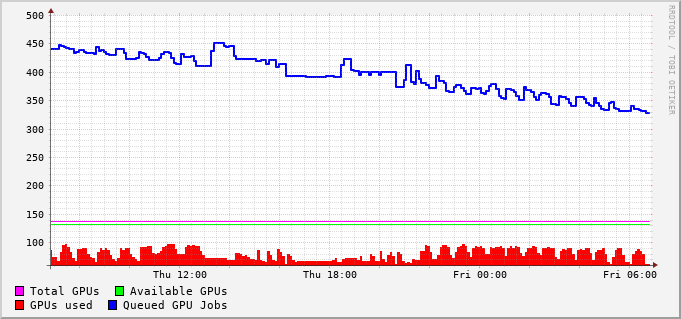 500
450
400
350
300
250
200
150
100
Thu 12:00 Thu 18:00 Fri 00:00 Fri 06:00
Total GPUs Available GPUs
GPUs used Queued GPU Jobs
RRDTOOL / TOBI OETIKER